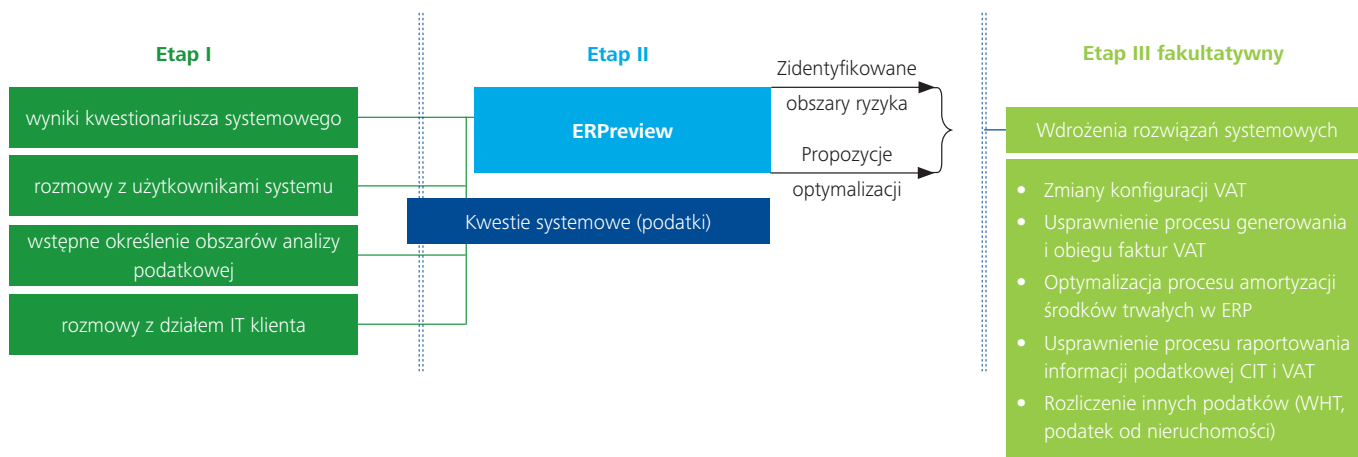 Etap I
wyniki kwestionariusza systemowego
rozmowy z użytkownikami systemu
wstępne określenie obszarów analizy
podatkowej
rozmowy z działem IT klienta
Etap II
ERPreview
Kwestie systemowe (podatki)
Zidentyfikowane
obszary ryzyka
Propozycje
optymalizacji
Etap III fakultatywny
Wdrożenia rozwiązań systemowych
• Zmiany konfiguracji VAT
• Usprawnienie procesu generowania
i obiegu faktur VAT
• Optymalizacja procesu amortyzacji
środków trwałych w ERP
• Usprawnienie procesu raportowania
informacji podatkowej CIT i VAT
• Rozliczenie innych podatków (WHT,
podatek od nieruchomości)